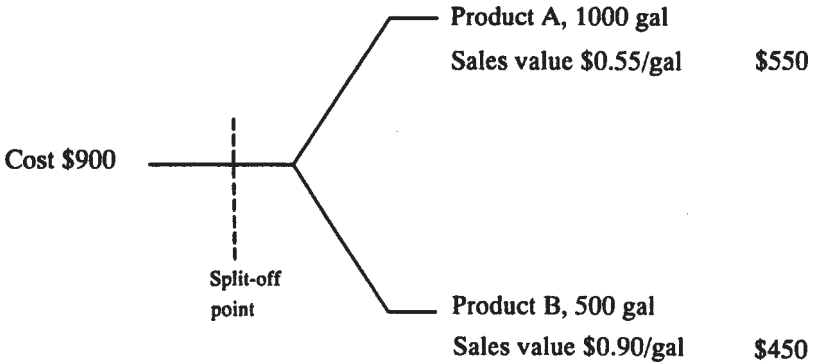 Product A, 1000 gal
Sales value $0.55/gal $550
Cost $900
Split-off
point
Product B, 500 gal
Sales value $0.90/gal $450